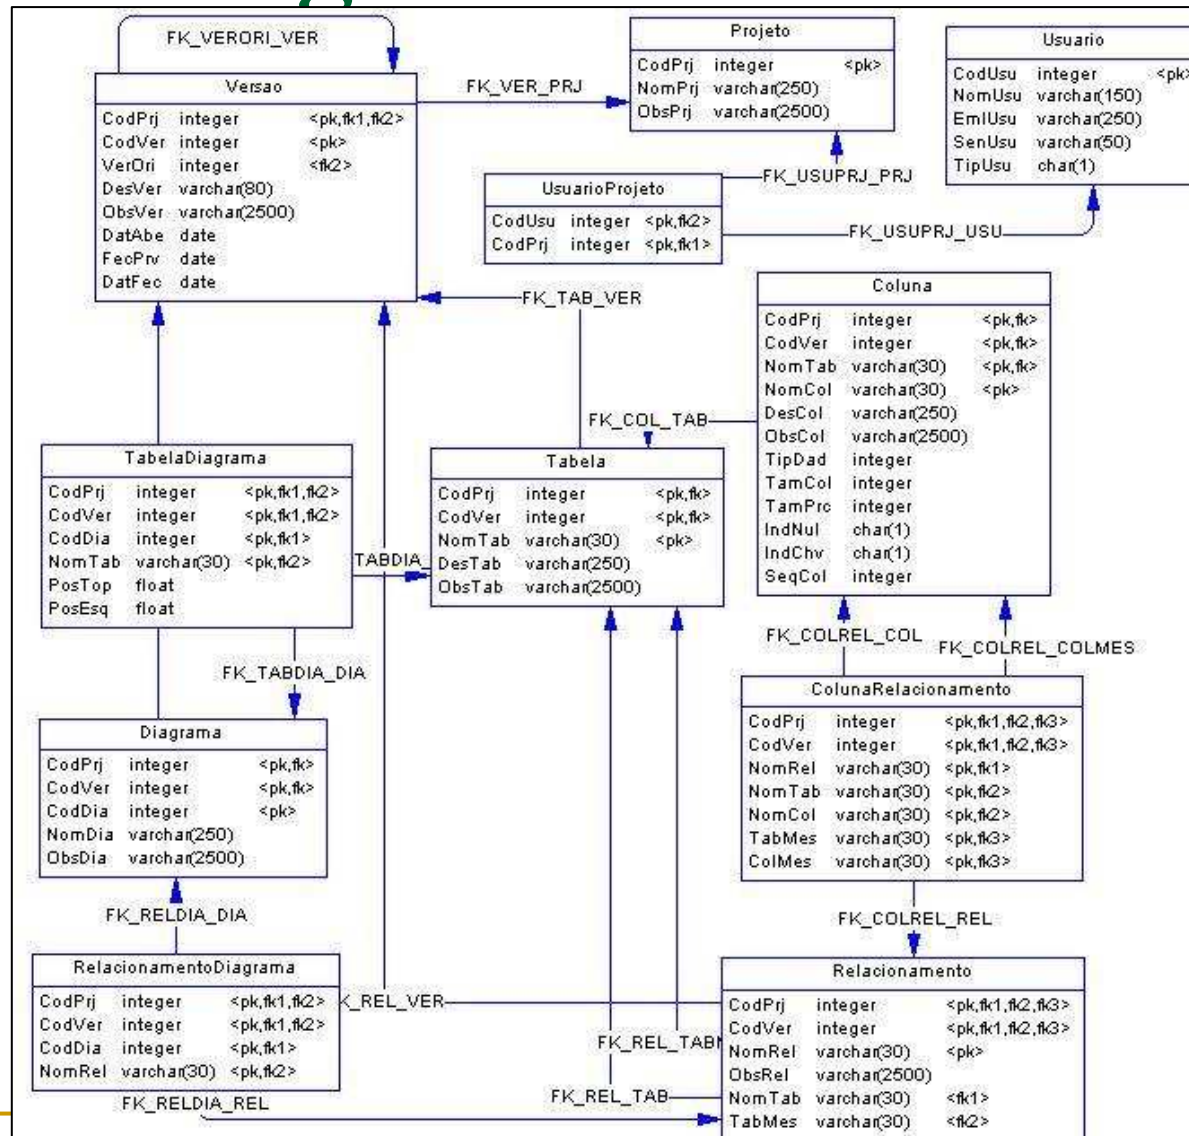 FK_VERORI_VER
Versao
CodPrj integer <pk,fk1,fk2>
CodVer integer <pk>
VerOri integer <fk2>
DesVer varchar(80)
ObsVer varchar(2500)
DatAbe date
FecPrv date
DatFec date
FK_VER_PRJ
Projeto
CodPrj integer <pk>
NomPrj varchar(250)
ObsPrj varchar(2500)
Usuario
CodUsu integer <pk>
NomUsu varchar(150)
EmlUsu varchar(250)
SenUsu varchar(50)
TipUsu char(1)
FK_USUPRJ_PRJ
UsuarioProjeto
CodUsu integer <pk,fk2>
CodPrj integer <pk,fk1>
FK_USUPRJ_USU
FK_TAB_VER
Coluna
CodPrj integer <pk,fk>
CodVer integer <pk,fk>
NomTab varchar(30) <pk,fk>
NomCol varchar(30) <pk>
DesCol varchar(250)
ObsCol varchar(2500)
TipDad integer
TamCol integer
TamPrc integer
IndNul char(1)
IndChv char(1)
SeqCol integer
FK_COL_TAB
TabelaDiagrama
CodPrj integer <pk,fk1,fk2>
CodVer integer <pk,fk1,fk2>
CodDia integer <pk,fk1>
NomTab varchar(30) <pk,fk2>
PosTop float
PosEsq float
TABDIA_
Tabela
CodPrj integer <pk,fk>
CodVer integer <pk,fk>
NomTab varchar(30) <pk>
DesTab varchar(250)
ObsTab varchar(2500)
FK_TABDIA_DIA
FK_COLREL_COL
FK_COLREL_COLMES
ColunaRelacionamento
CodPrj integer <pk,fk1,fk2,fk3>
CodVer integer <pk,fk1,fk2,fk3>
NomRel varchar(30) <pk,fk1>
NomTab varchar(30) <pk,fk2>
NomCol varchar(30) <pk,fk2>
TabMes varchar(30) <pk,fk3>
ColMes varchar(30) <pk,fk3>
Diagrama
CodPrj integer <pk,fk>
CodVer integer <pk,fk>
CodDia integer <pk>
NomDia varchar(250)
ObsDia varchar(2500)
FK_RELDIA_DIA
FK_COLREL_REL
RelacionamentoDiagrama
CodPrj integer <pk,fk1,fk2>
CodVer integer <pk,fk1,fk2>
CodDia integer <pk,fk1>
NomRel varchar(30) <pk,fk2>
K_REL_VER
FK_REL_TAB
FK_REL_TAB
Relacionamento
CodPrj integer <pk,fk1,fk2,fk3>
CodVer integer <pk,fk1,fk2,fk3>
NomRel varchar(30) <pk>
ObsRel varchar(2500)
NomTab varchar(30) <fk1>
TabMes varchar(30) <fk2>
FK_RELDIA_REL